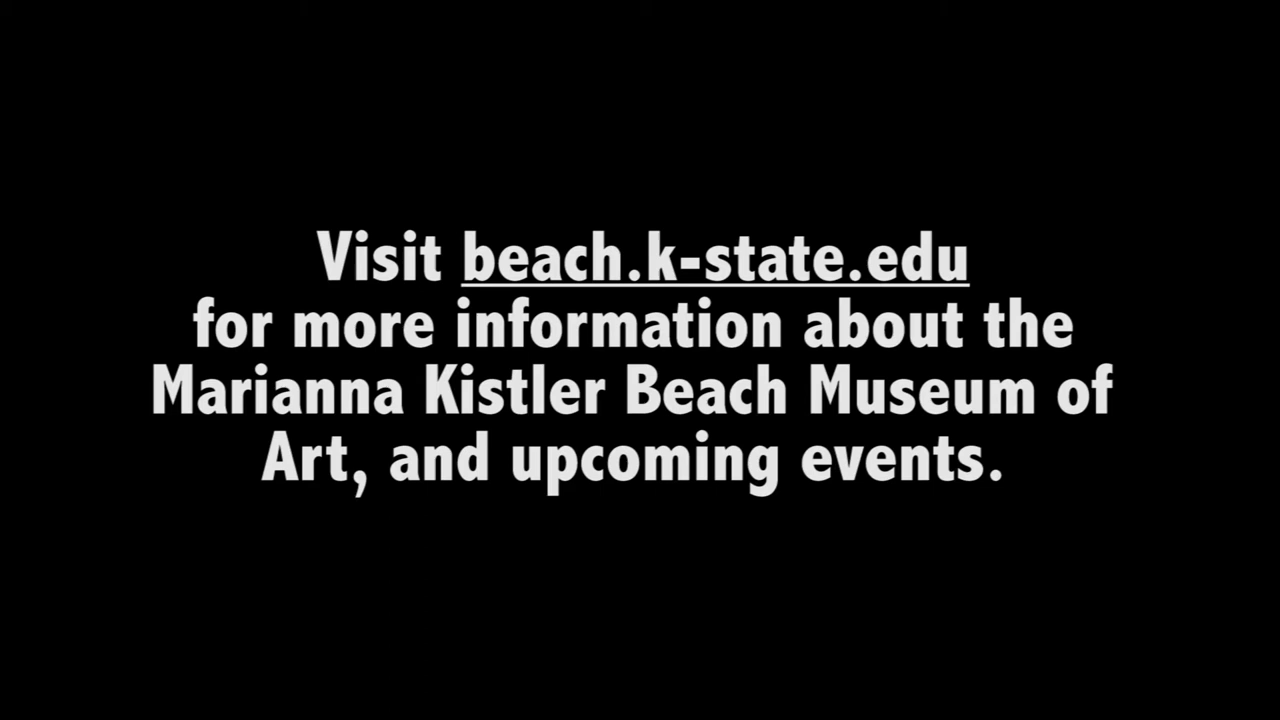 Visit beach.k-state.edu
for more information about the
Marianna Kistler Beach Museum of
Art, and upcoming events.